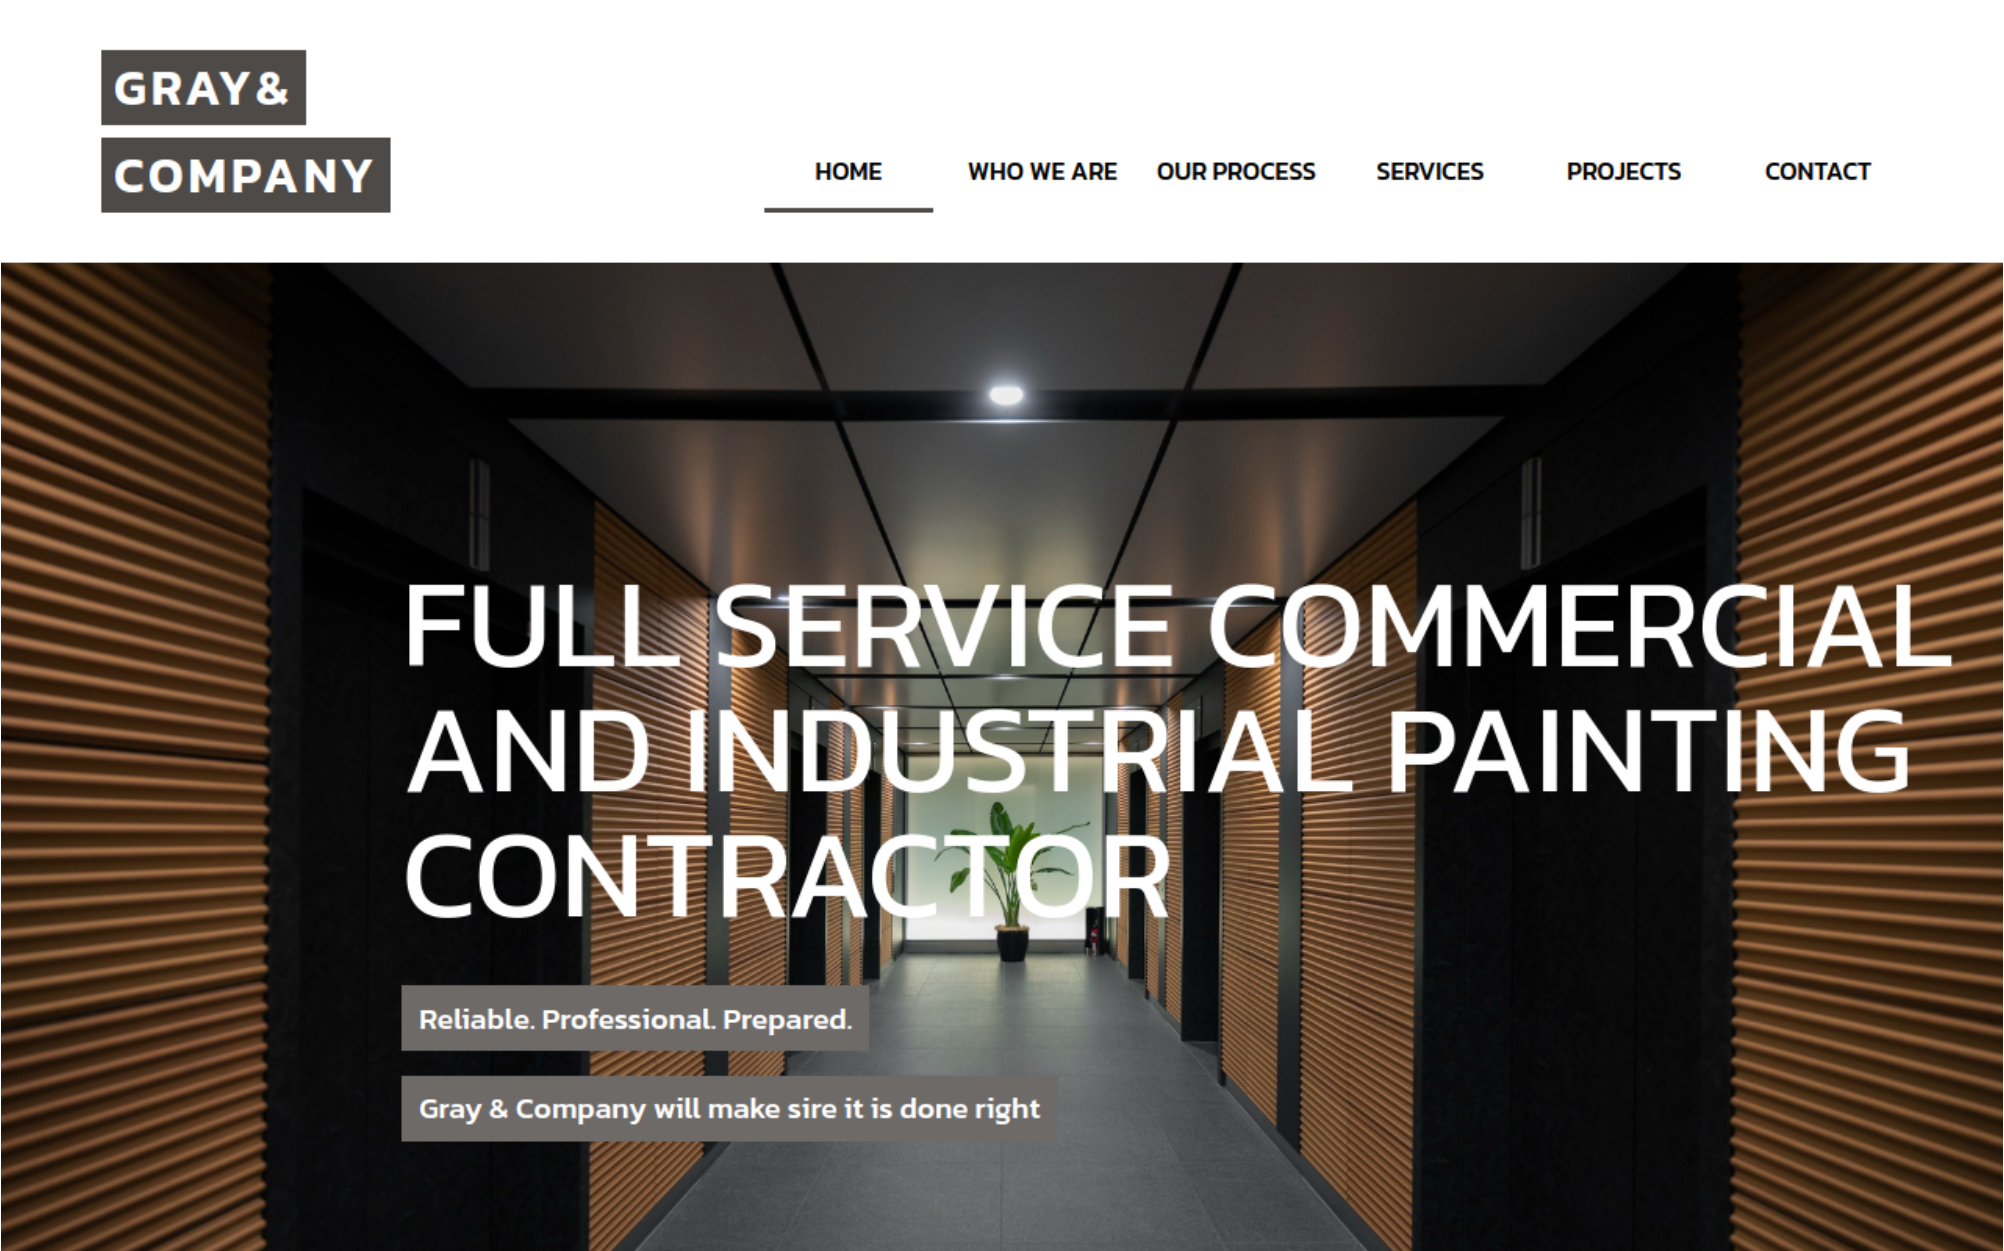 GRAY&
COMPANY
HOME WHO WE ARE OUR PROCESS SERVICES PROJECTS CONTACT
FULL SERVICE COMMERCIAL
AND INDUSTRIAL PAINTING
CONTRACTOR
Reliable. Professional. Prepared.
Gray & Company will make sire it is done right